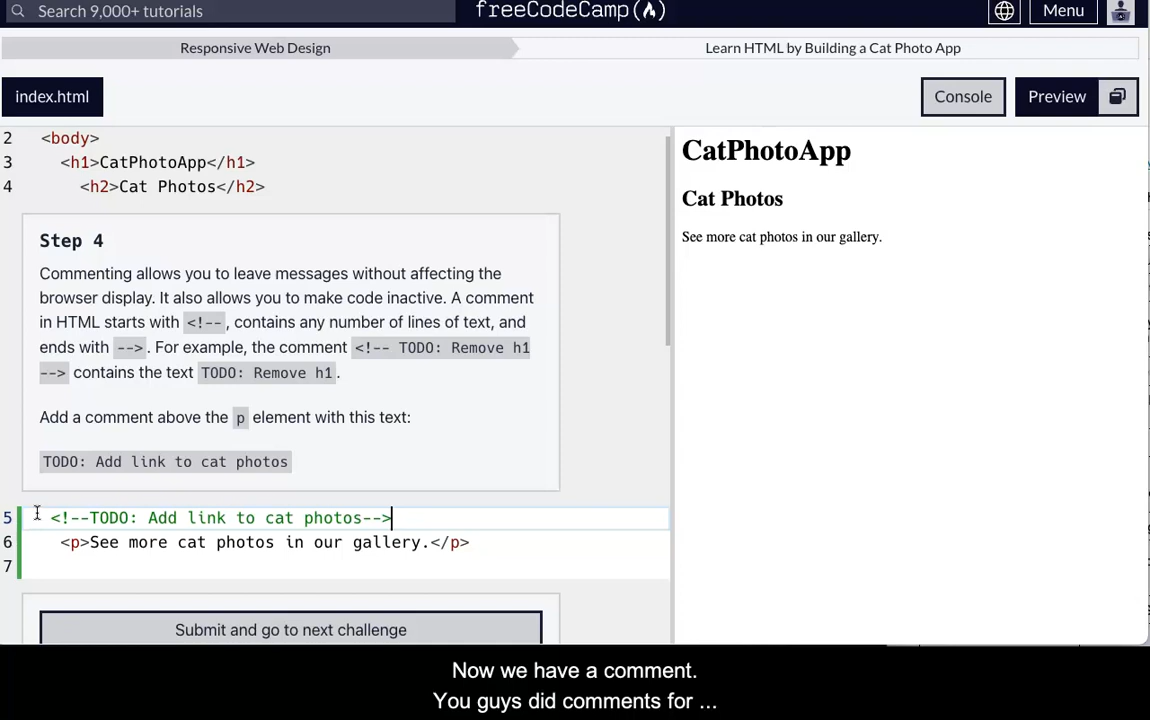 Search 9,000+ tutorials
freeCodeCamp
Menu
Responsive Web Design
Learn HTML by Building a Cat Photo App
index.html
Console
Preview
2 <body>
3 <h1>CatPhotoApp</h1>
4 <h2>Cat Photos</h2>
Step 4
Commenting allows you to leave messages without affecting the
browser display. It also allows you to make code inactive. A comment
in HTML starts with <!--, contains any number of lines of text, and
ends with -->. For example, the comment <!-- TODO: Remove h1
--> contains the text TODO: Remove h1.
Add a comment above the p element with this text:
TODO: Add link to cat photos
5 <!--TODO: Add link to cat photos-->
6 <p>See more cat photos in our gallery.</p>
7
Submit and go to next challenge
CatPhotoApp
Cat Photos
See more cat photos in our gallery.
Now we have a comment.
You guys did comments for ...